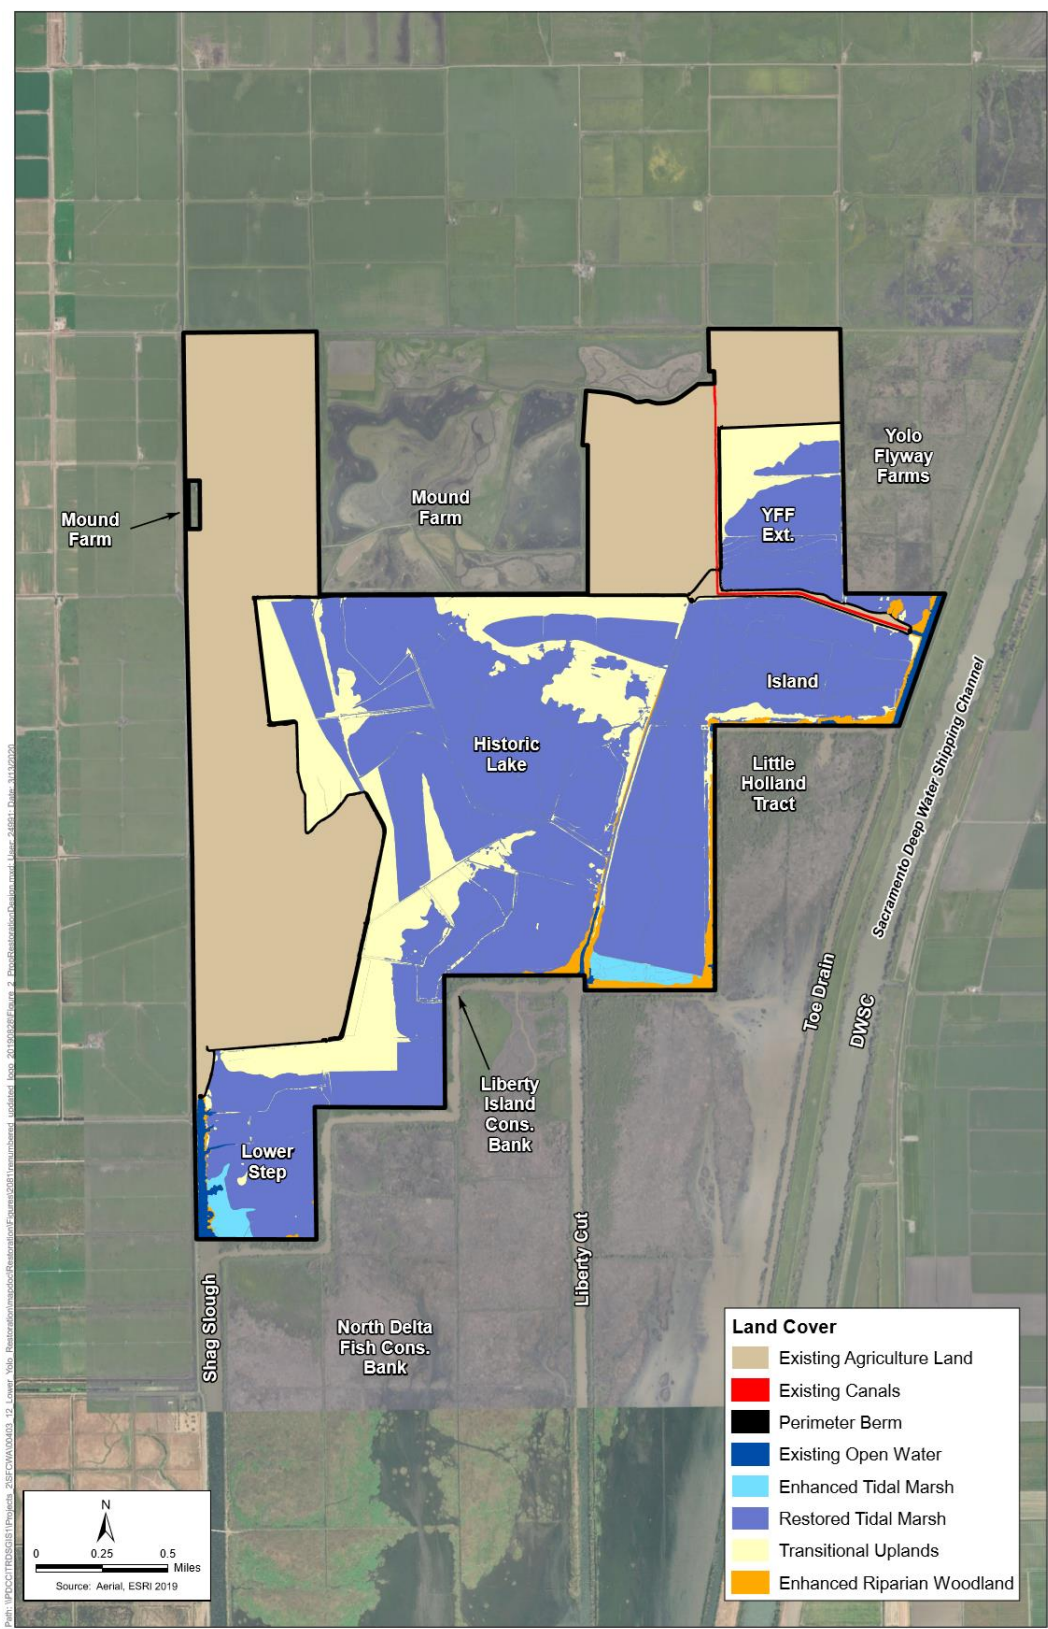 Yolo
Flyway
Farms
Mound
Farm
Mound
Farm
YFF
Ext.
Island
Historic
Lake
Little
Holland
Tract
Sacramento Deep Water Shipping Channel
Toe Drain
DWSC
Liberty
Island
Cons.
Bank
Lower
Step
Liberty Cut
Shag Slough
North Delta
Fish Cons.
Bank
Land Cover
Existing Agriculture Land
Existing Canals
Perimeter Berm
Existing Open Water
Enhanced Tidal Marsh
Restored Tidal Marsh
Transitional Uplands
Enhanced Riparian Woodland
N
0 0.25 0.5
Miles
Source: Aerial, ESRI 2019